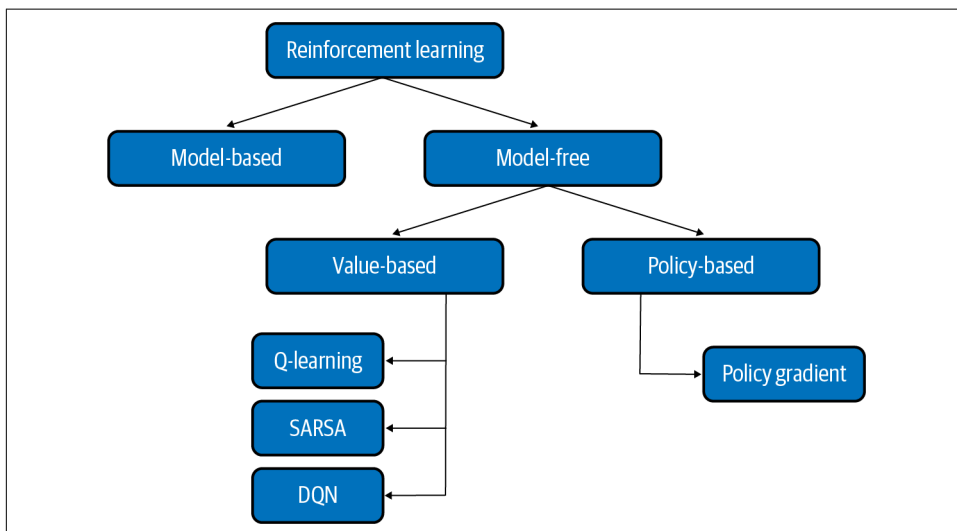 Reinforcement learning
Model-based
Model-free
Value-based
Policy-based
Q-learning
Policy gradient
SARSA
DQN